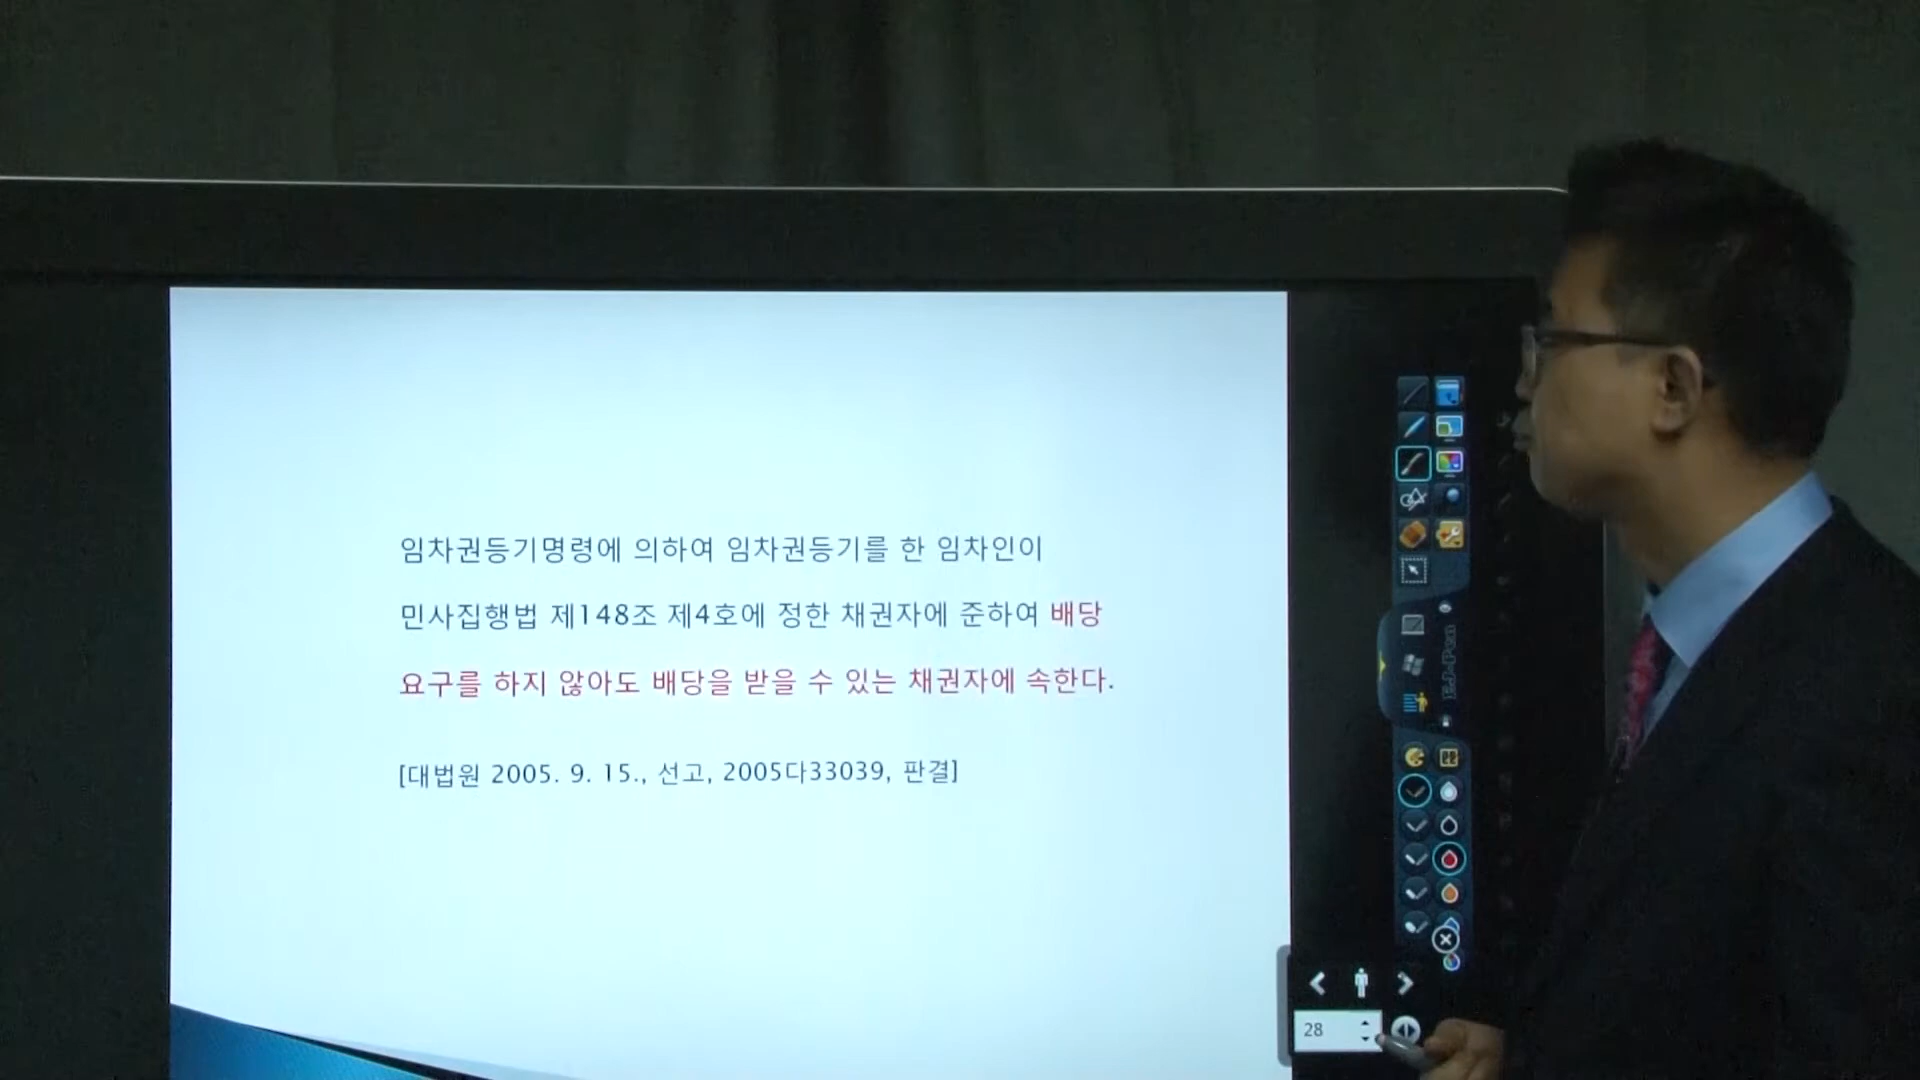 임차권등기명령에 의하여 임차권등기를 한 임차인이
민사집행법 제148조 제4호에 정한 채권자에 준하여 배당
요구를 하지 않아도 배당을 받을 수 있는 채권자에 속한다.
[대법원 2005. 9. 15., 선고, 2005다33039, 판결]
28